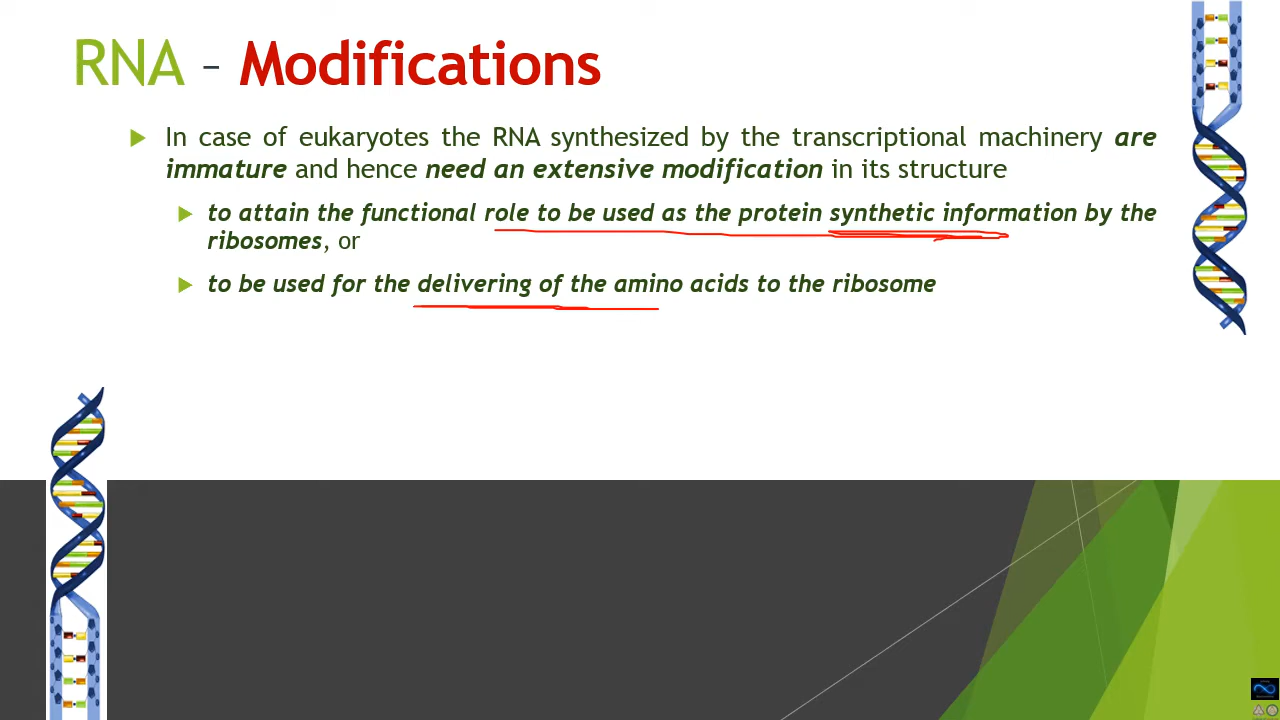 RNA – Modifications
In case of eukaryotes the RNA synthesized by the transcriptional machinery are
immature and hence need an extensive modification in its structure
to attain the functional role to be used as the protein synthetic information by the
ribosomes, or
to be used for the delivering of the amino acids to the ribosome